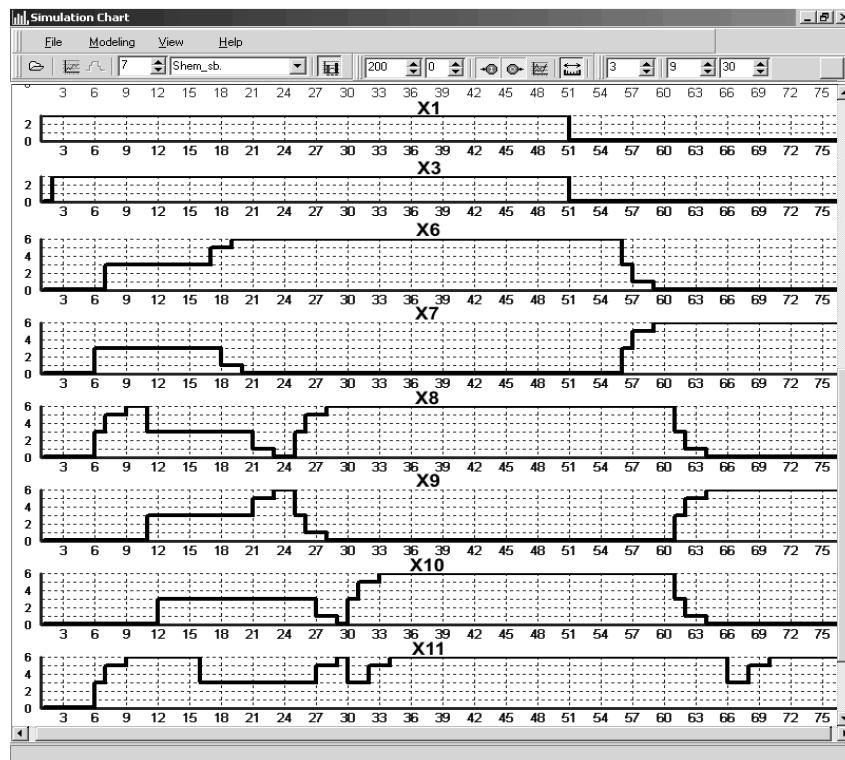 Simulation Chart
File Modeling View Help
7 Shem_sb. 200 0 3 9 30
0 3 6 9 12 15 18 21 24 27 30 33 36 39 42 45 48 51 54 57 60 63 66 69 72 75
X1
2
0
3 6 9 12 15 18 21 24 27 30 33 36 39 42 45 48 51 54 57 60 63 66 69 72 75
X3
2
0
3 6 9 12 15 18 21 24 27 30 33 36 39 42 45 48 51 54 57 60 63 66 69 72 75
X6
6
4
2
0
3 6 9 12 15 18 21 24 27 30 33 36 39 42 45 48 51 54 57 60 63 66 69 72 75
X7
6
4
2
0
3 6 9 12 15 18 21 24 27 30 33 36 39 42 45 48 51 54 57 60 63 66 69 72 75
X8
6
4
2
0
3 6 9 12 15 18 21 24 27 30 33 36 39 42 45 48 51 54 57 60 63 66 69 72 75
X9
6
4
2
0
3 6 9 12 15 18 21 24 27 30 33 36 39 42 45 48 51 54 57 60 63 66 69 72 75
X10
6
4
2
0
3 6 9 12 15 18 21 24 27 30 33 36 39 42 45 48 51 54 57 60 63 66 69 72 75
X11
6
4
2
0
3 6 9 12 15 18 21 24 27 30 33 36 39 42 45 48 51 54 57 60 63 66 69 72 75